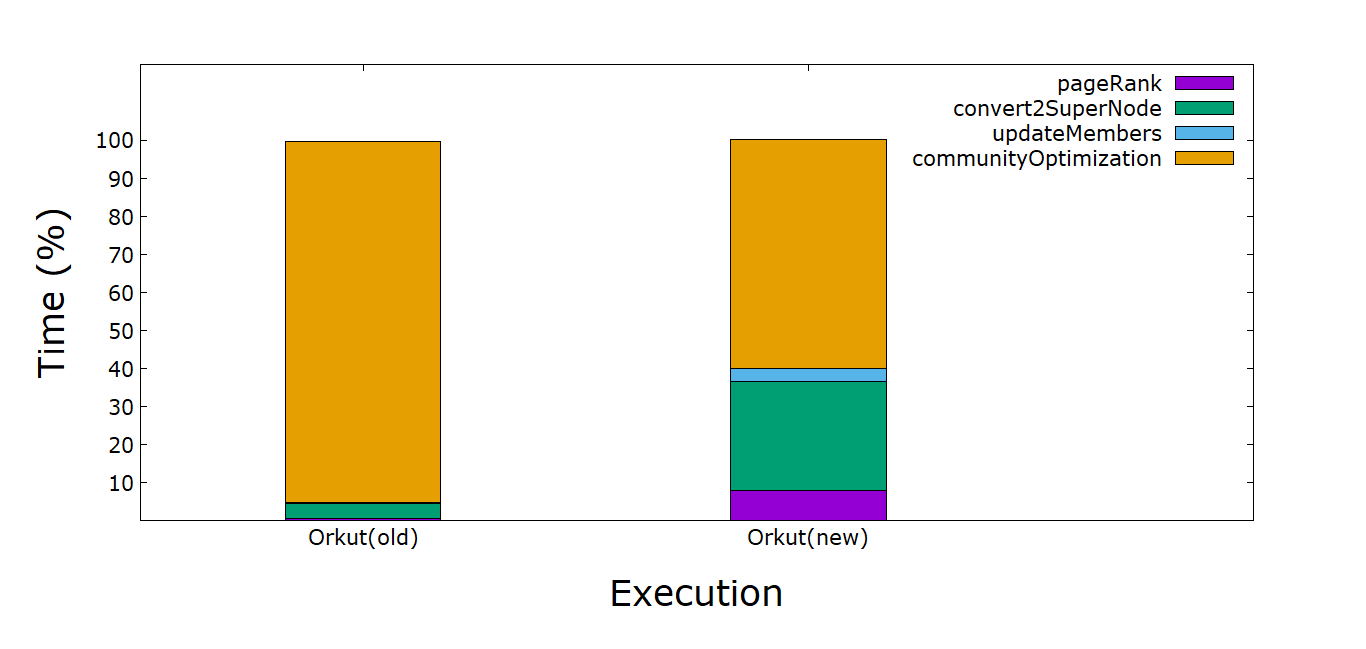 pageRank
convert2SuperNode
updateMembers
communityOptimization
100
90
80
70
60
50
40
30
20
10
Time (%)
Orkut(old)
Orkut(new)
Execution